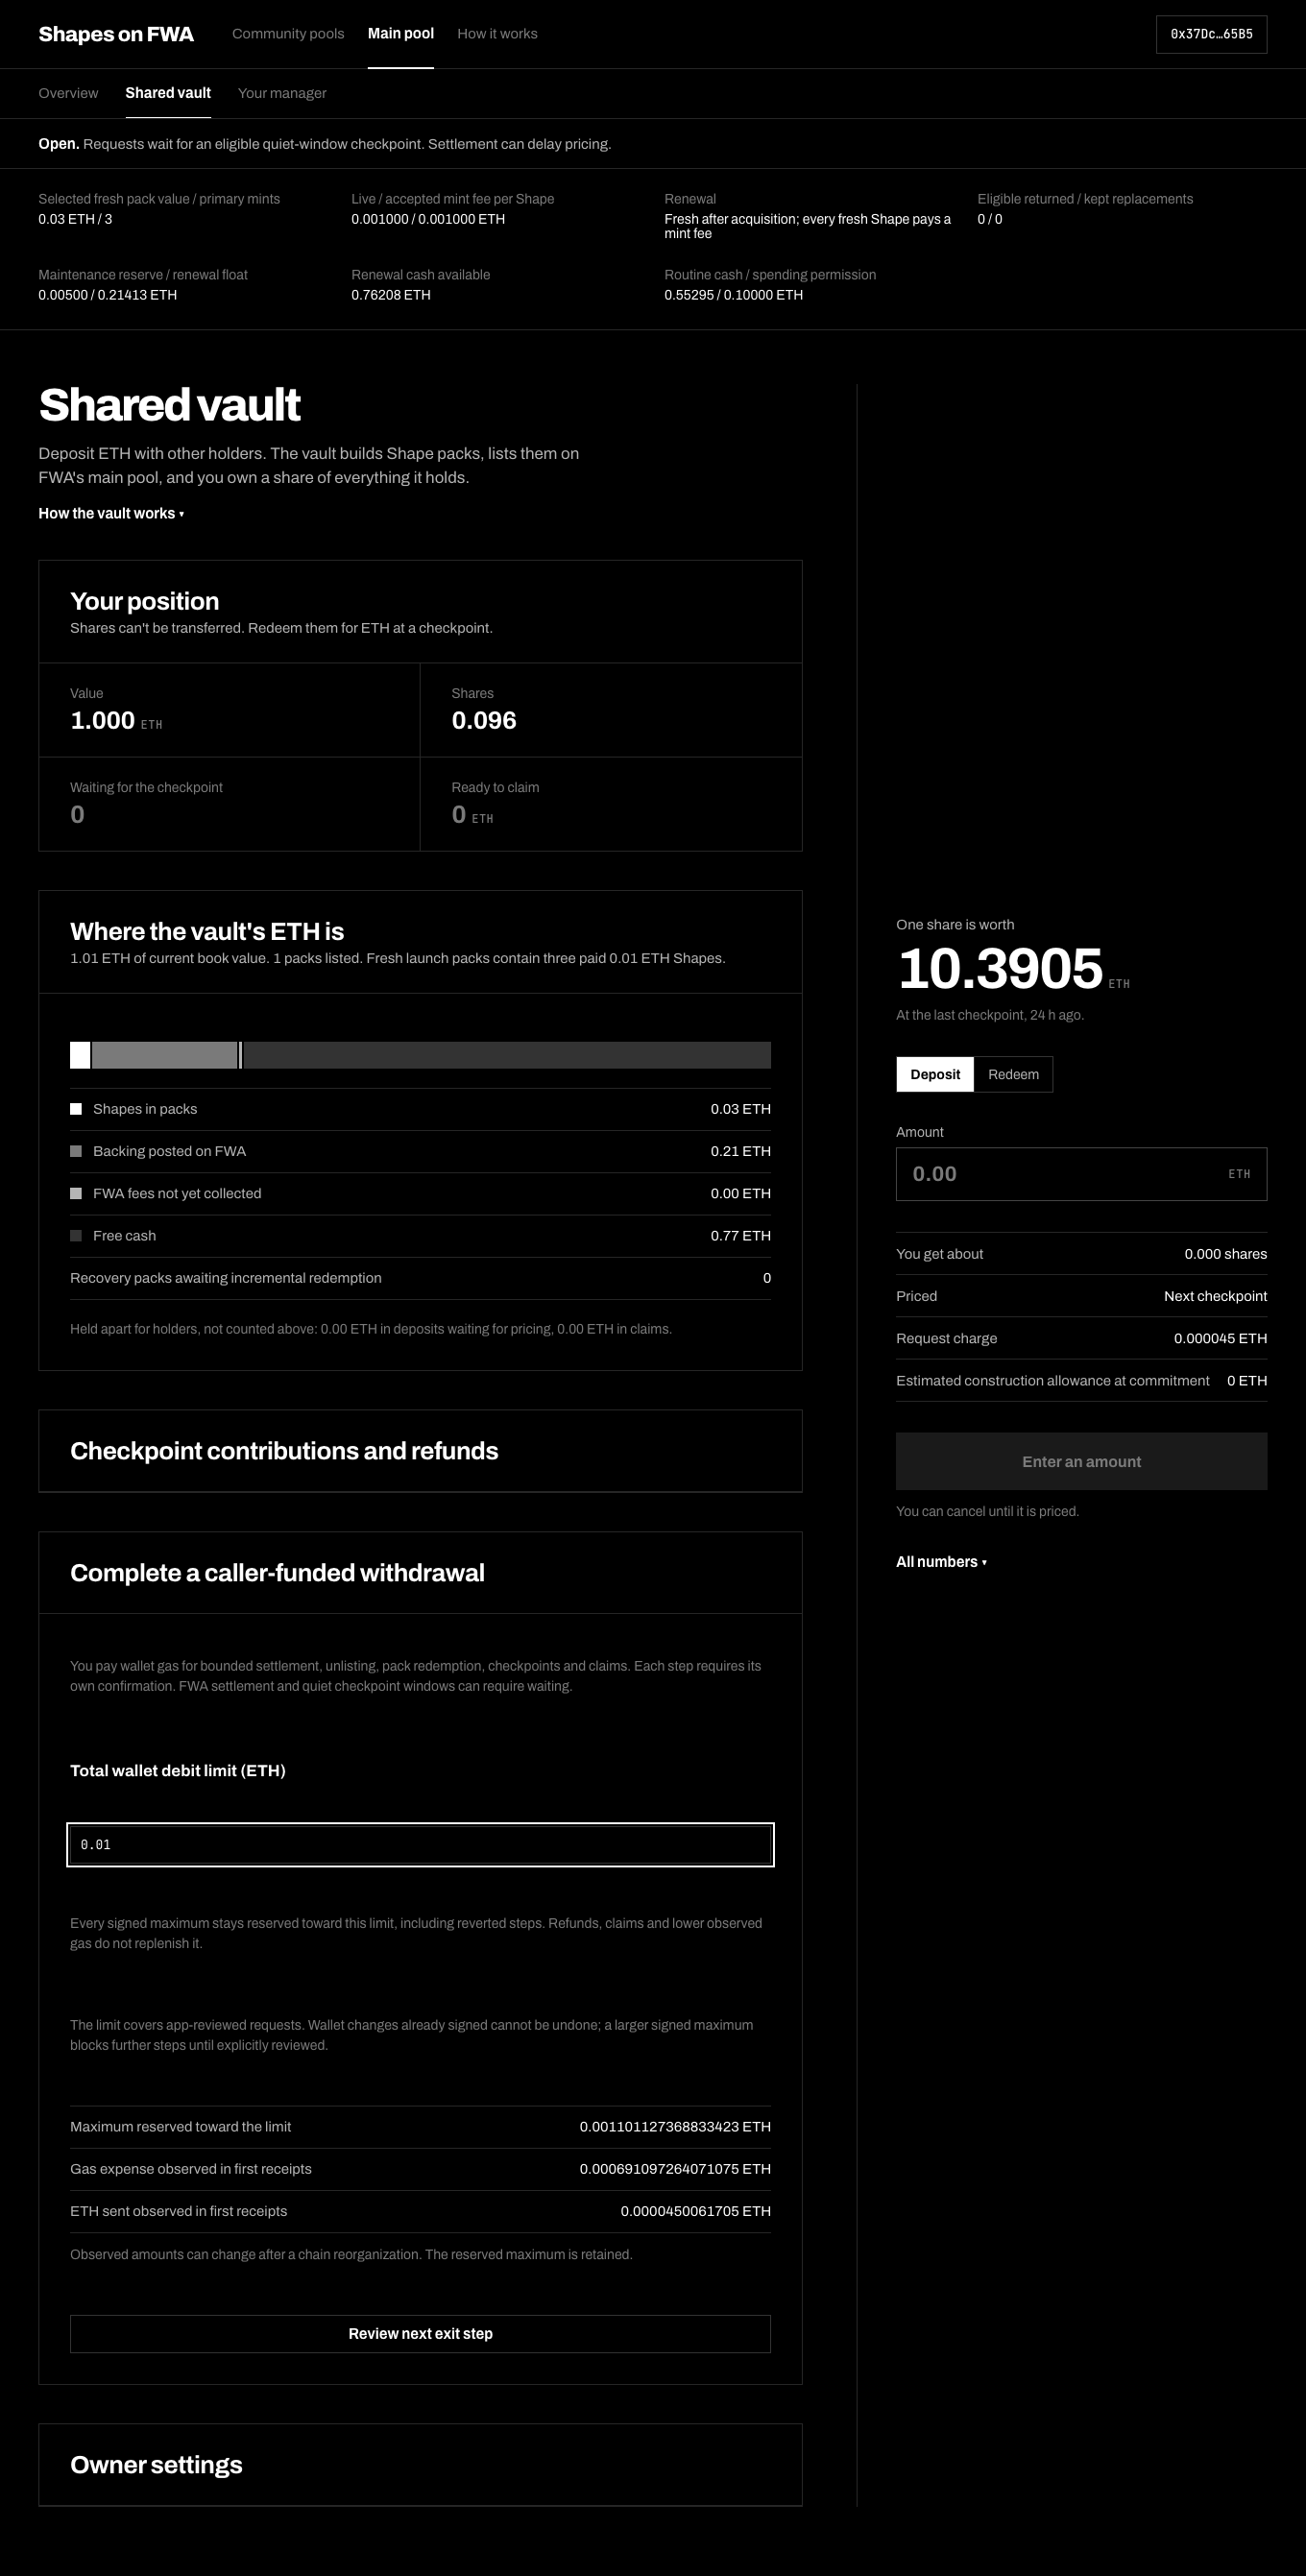 Shapes on FWA
Community pools
Main pool
How it works
0x37Dc…65B5
Overview
Shared vault
Your manager
Open. Requests wait for an eligible quiet-window checkpoint. Settlement can delay pricing.
Selected fresh pack value / primary mints
0.03 ETH / 3
Live / accepted mint fee per Shape
0.001000 / 0.001000 ETH
Renewal
Fresh after acquisition; every fresh Shape pays a
mint fee
Eligible returned / kept replacements
0 / 0
Maintenance reserve / renewal float
0.00500 / 0.21413 ETH
Renewal cash available
0.76208 ETH
Routine cash / spending permission
0.55295 / 0.10000 ETH
Shared vault
Deposit ETH with other holders. The vault builds Shape packs, lists them on
FWA's main pool, and you own a share of everything it holds.
How the vault works ▾
Your position
Shares can't be transferred. Redeem them for ETH at a checkpoint.
Value
1.000 ETH
Shares
0.096
Waiting for the checkpoint
0
Ready to claim
0 ETH
Where the vault's ETH is
1.01 ETH of current book value. 1 packs listed. Fresh launch packs contain three paid 0.01 ETH Shapes.
Shapes in packs 0.03 ETH
Backing posted on FWA 0.21 ETH
FWA fees not yet collected 0.00 ETH
Free cash 0.77 ETH
Recovery packs awaiting incremental redemption 0
Held apart for holders, not counted above: 0.00 ETH in deposits waiting for pricing, 0.00 ETH in claims.
Checkpoint contributions and refunds
Complete a caller-funded withdrawal
You pay wallet gas for bounded settlement, unlisting, pack redemption, checkpoints and claims. Each step requires its
own confirmation. FWA settlement and quiet checkpoint windows can require waiting.
Total wallet debit limit (ETH)
0.01
Every signed maximum stays reserved toward this limit, including reverted steps. Refunds, claims and lower observed
gas do not replenish it.
The limit covers app-reviewed requests. Wallet changes already signed cannot be undone; a larger signed maximum
blocks further steps until explicitly reviewed.
Maximum reserved toward the limit 0.001101127368833423 ETH
Gas expense observed in first receipts 0.000691097264071075 ETH
ETH sent observed in first receipts 0.0000450061705 ETH
Observed amounts can change after a chain reorganization. The reserved maximum is retained.
Review next exit step
Owner settings
One share is worth
10.3905 ETH
At the last checkpoint, 24 h ago.
Deposit
Redeem
Amount
0.00 ETH
You get about 0.000 shares
Priced Next checkpoint
Request charge 0.000045 ETH
Estimated construction allowance at commitment 0 ETH
Enter an amount
You can cancel until it is priced.
All numbers ▾